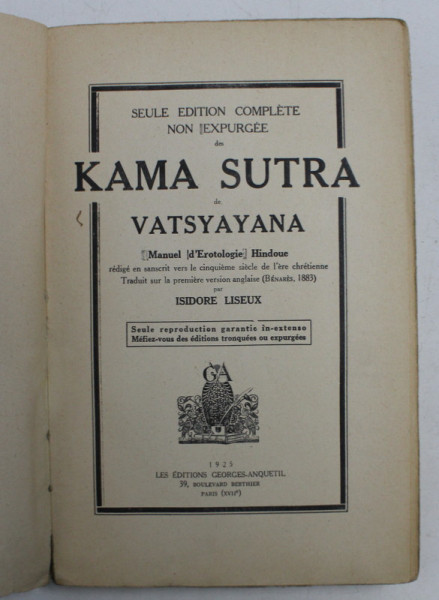 SEULE EDITION COMPLÈTE
NON EXPURGÉE
des
KAMA SUTRA
de
VATSYAYANA
Manuel d'Erotologie Hindoue
rédigé en sanscrit vers le cinquième siècle de l'ère chrétienne
Traduit sur la première version anglaise (BÉNARÈS, 1883)
par
ISIDORE LISEUX
Seule reproduction garantie in-extenso
Méfiez-vous des éditions tronquées ou expurgées
GA
1925
LES ÉDITIONS GEORGES-ANQUETIL
39, BOULEVARD BERTHIER
PARIS (XVIIe)